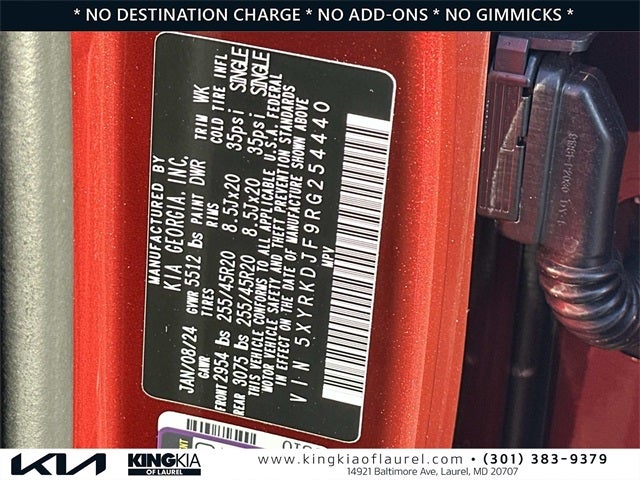 * NO DESTINATION CHARGE * NO ADD-ONS * NO GIMMICKS *
MANUFACTURED BY
KIA GEORGIA, INC.
JAN/08/24 GVWR 5512 lbs PAINT DWR TRIM WK
GAWR TIRES RIMS COLD TIRE INFL
FRONT 2954 lbs 255/45R20 8.5Jx20 35psi SINGLE
REAR 3075 lbs 255/45R20 8.5Jx20 35psi SINGLE
THIS VEHICLE CONFORMS TO ALL APPLICABLE U.S.A. FEDERAL
MOTOR VEHICLE SAFETY AND THEFT PREVENTION STANDARDS
IN EFFECT ON THE DATE OF MANUFACTURE SHOWN ABOVE
VIN 5XYRKDJF9RG254440
MPV
KIA KING KIA OF LAUREL
www.kingkiaoflaurel.com • (301) 383-9379
14921 Baltimore Ave, Laurel, MD 20707